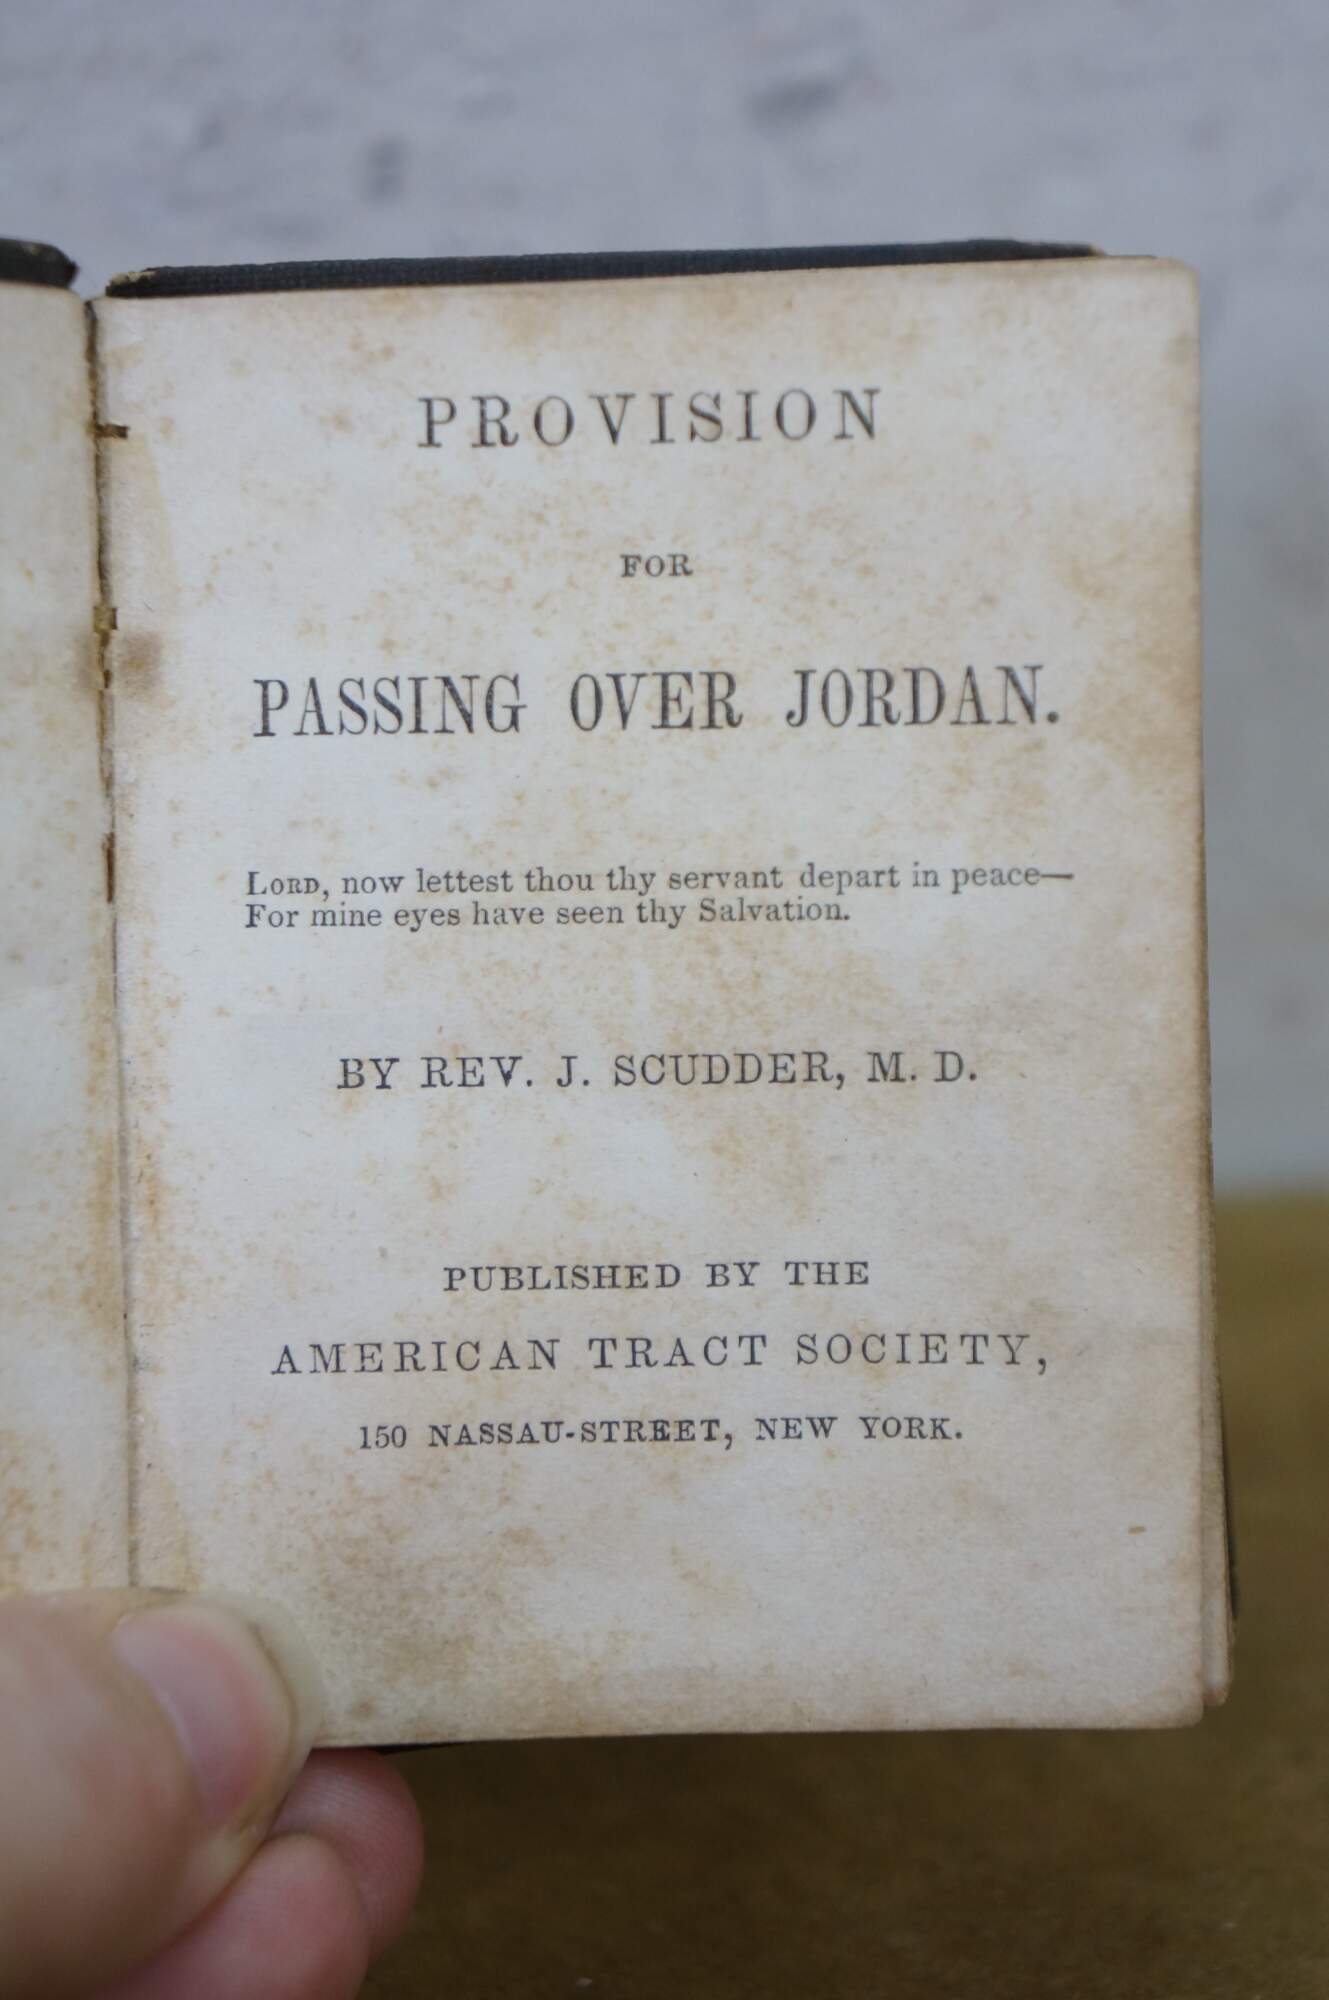 PROVISION
FOR
PASSING OVER JORDAN.
LORD, now lettest thou thy servant depart in peace—
For mine eyes have seen thy Salvation.
BY REV. J. SCUDDER, M. D.
PUBLISHED BY THE
AMERICAN TRACT SOCIETY,
150 NASSAU-STREET, NEW YORK.